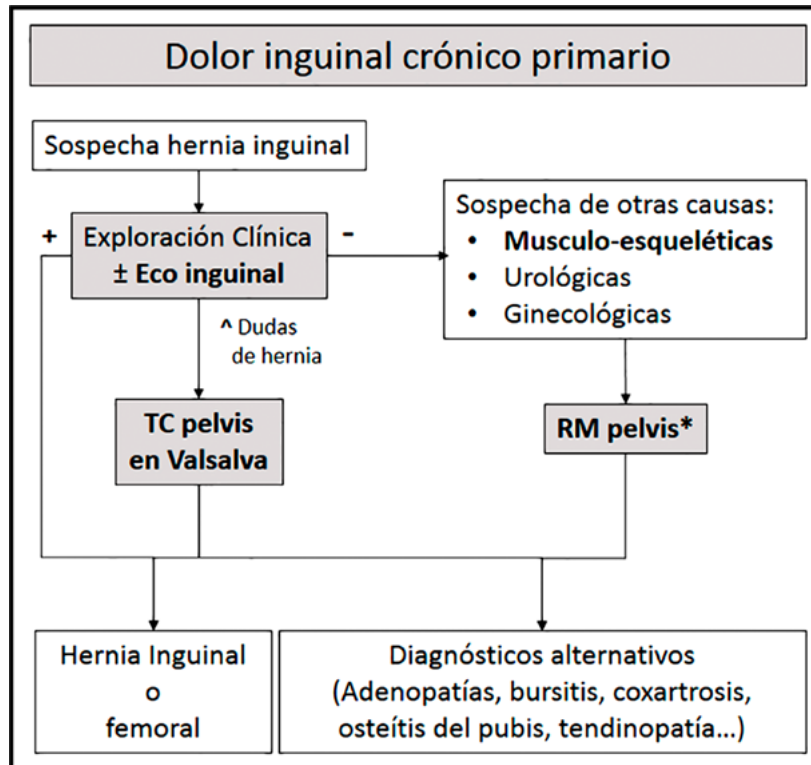 Dolor inguinal crónico primario
Sospecha hernia inguinal
+
Exploración Clínica
± Eco inguinal
-
Sospecha de otras causas:
• Musculo-esqueléticas
• Urológicas
• Ginecológicas
^ Dudas
de hernia
TC pelvis
en Valsalva
RM pelvis*
Hernia Inguinal
o
femoral
Diagnósticos alternativos
(Adenopatías, bursitis, coxartrosis,
osteítis del pubis, tendinopatía...)